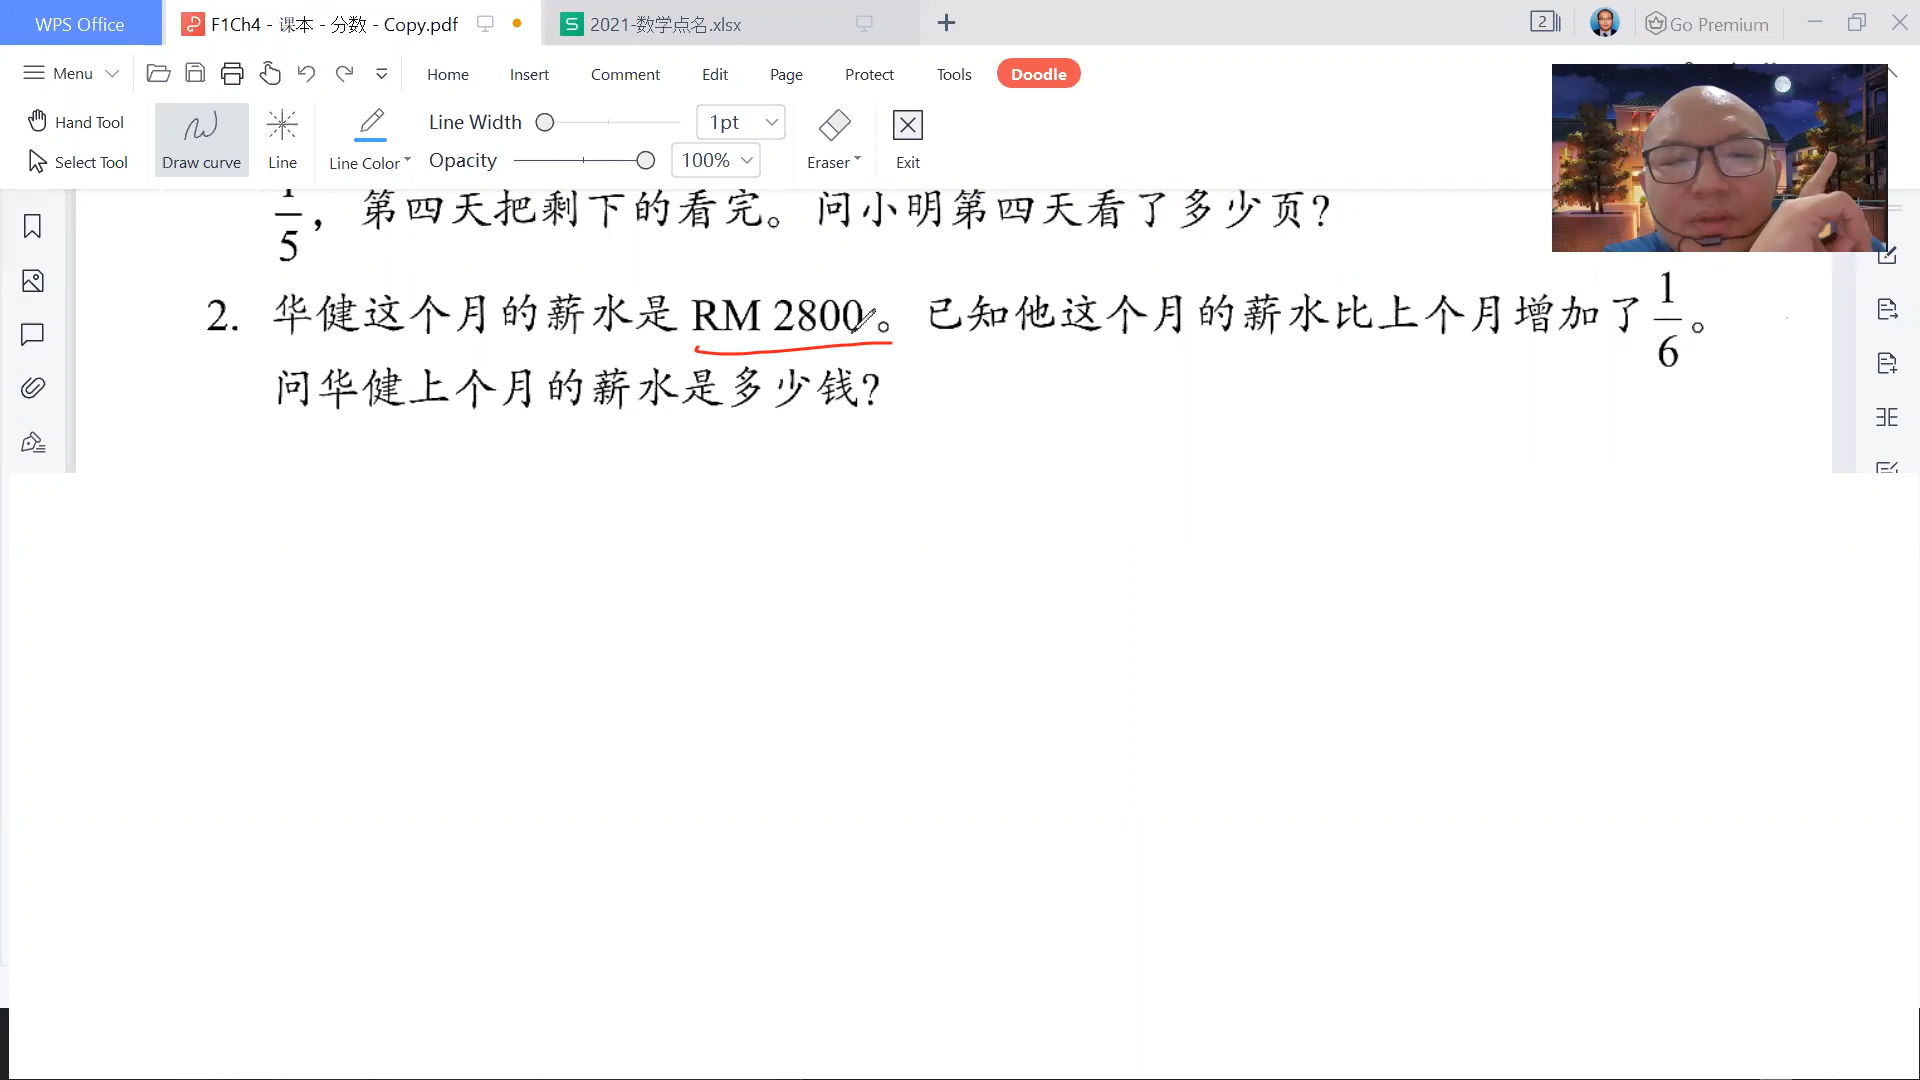 WPS Office
F1Ch4 - 课本 - 分数 - Copy.pdf
2021-数学点名.xlsx
2
Go Premium
Menu
Home
Insert
Comment
Edit
Page
Protect
Tools
Doodle
Hand Tool
Select Tool
Draw curve
Line
Line Color
Line Width
1pt
Opacity
100%
Eraser
Exit
1/5，第四天把剩下的看完。问小明第四天看了多少页？
2. 华健这个月的薪水是 RM 2800。已知他这个月的薪水比上个月增加了 1/6。
问华健上个月的薪水是多少钱？